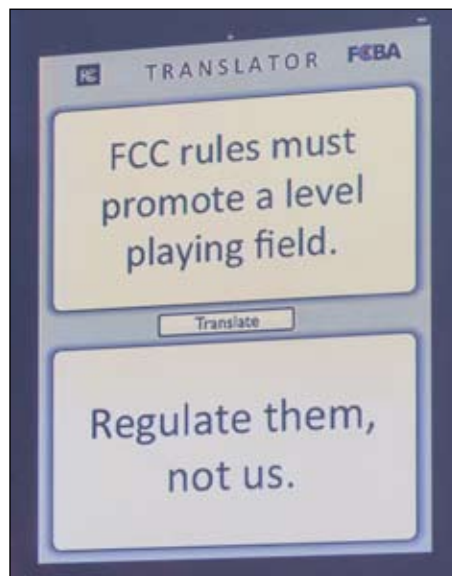 TRANSLATOR FCBA
FCC rules must
promote a level
playing field.
Translate
Regulate them,
not us.